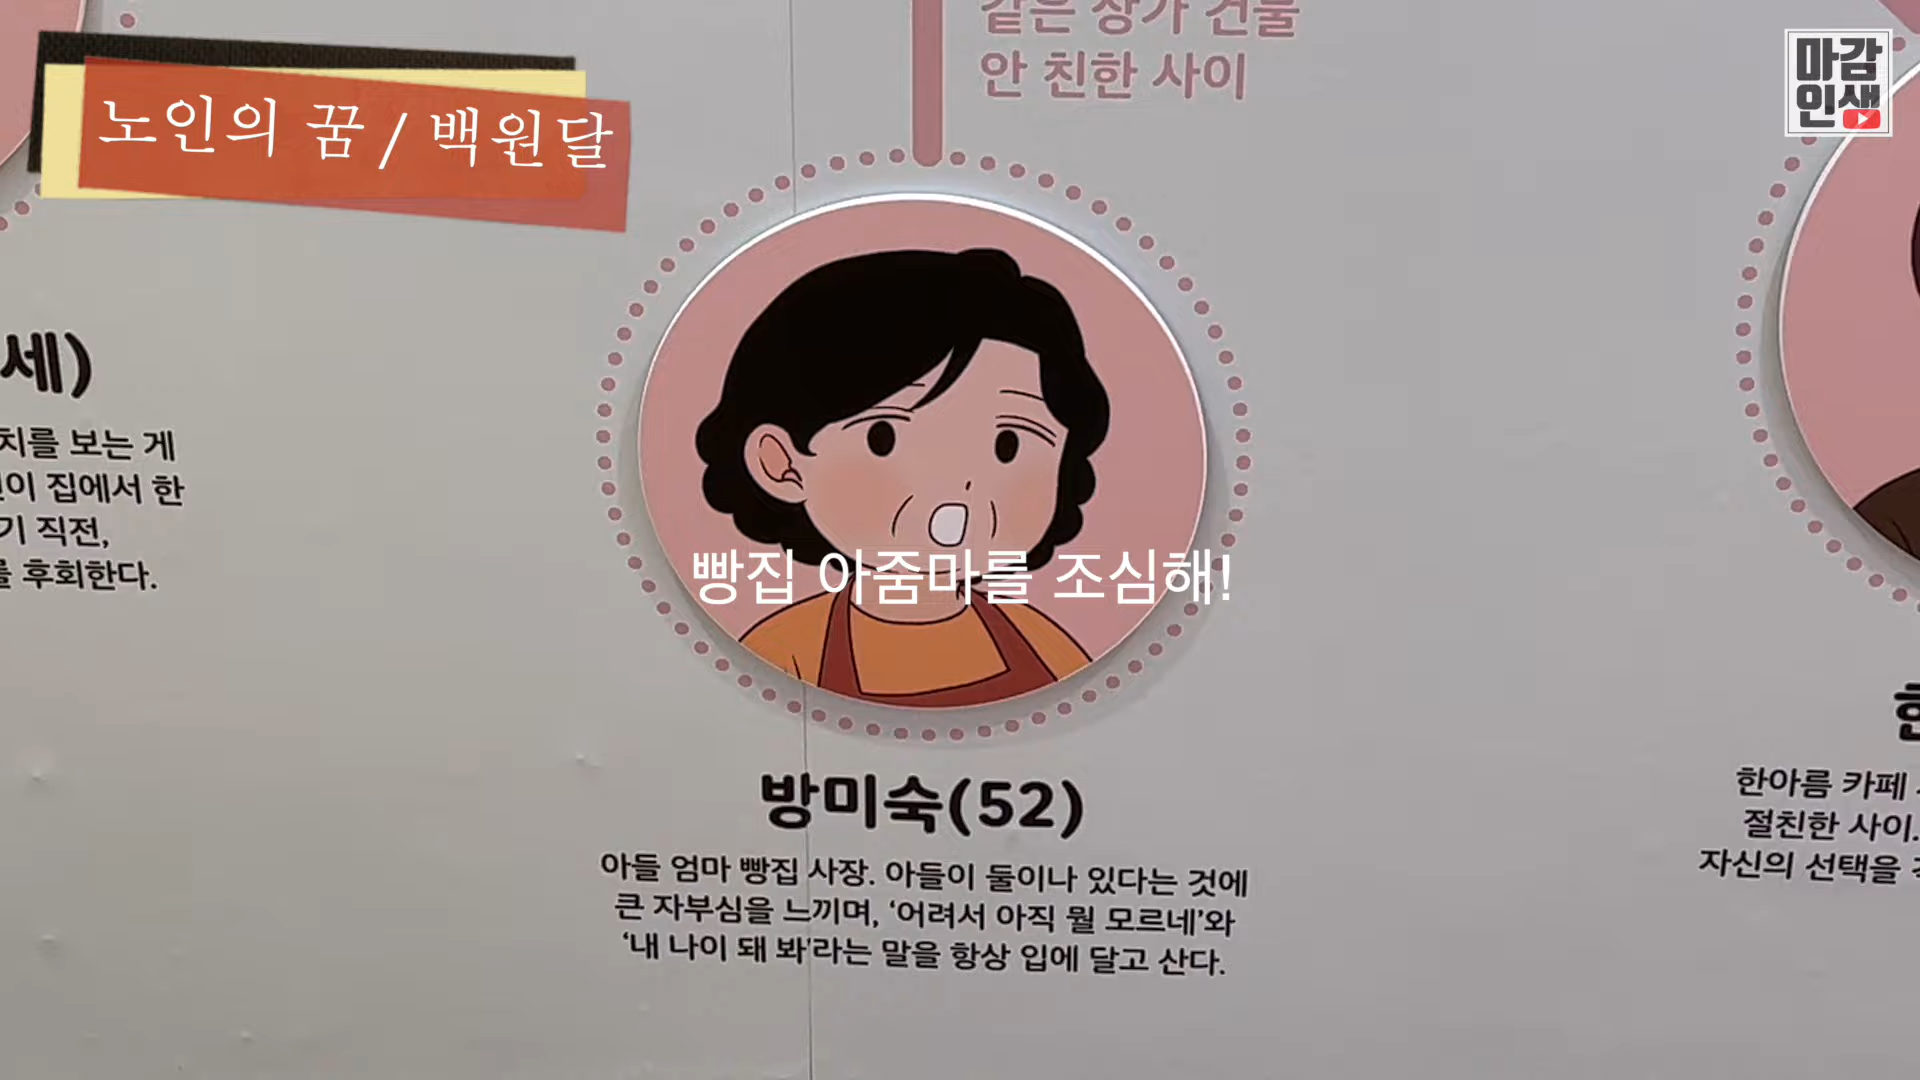 같은 상가 건물
안 친한 사이
마감
인생
노인의 꿈 / 백원달
세)
치를 보는 게
집에서 한
기 직전,
후회한다.
빵집 아줌마를 조심해!
방미숙(52)
아들 엄마 빵집 사장. 아들이 둘이나 있다는 것에
큰 자부심을 느끼며, ‘어려서 아직 뭘 모르네’와
‘내 나이 돼 봐’라는 말을 항상 입에 달고 산다.
한아름 카페
절친한 사이.
자신의 선택을